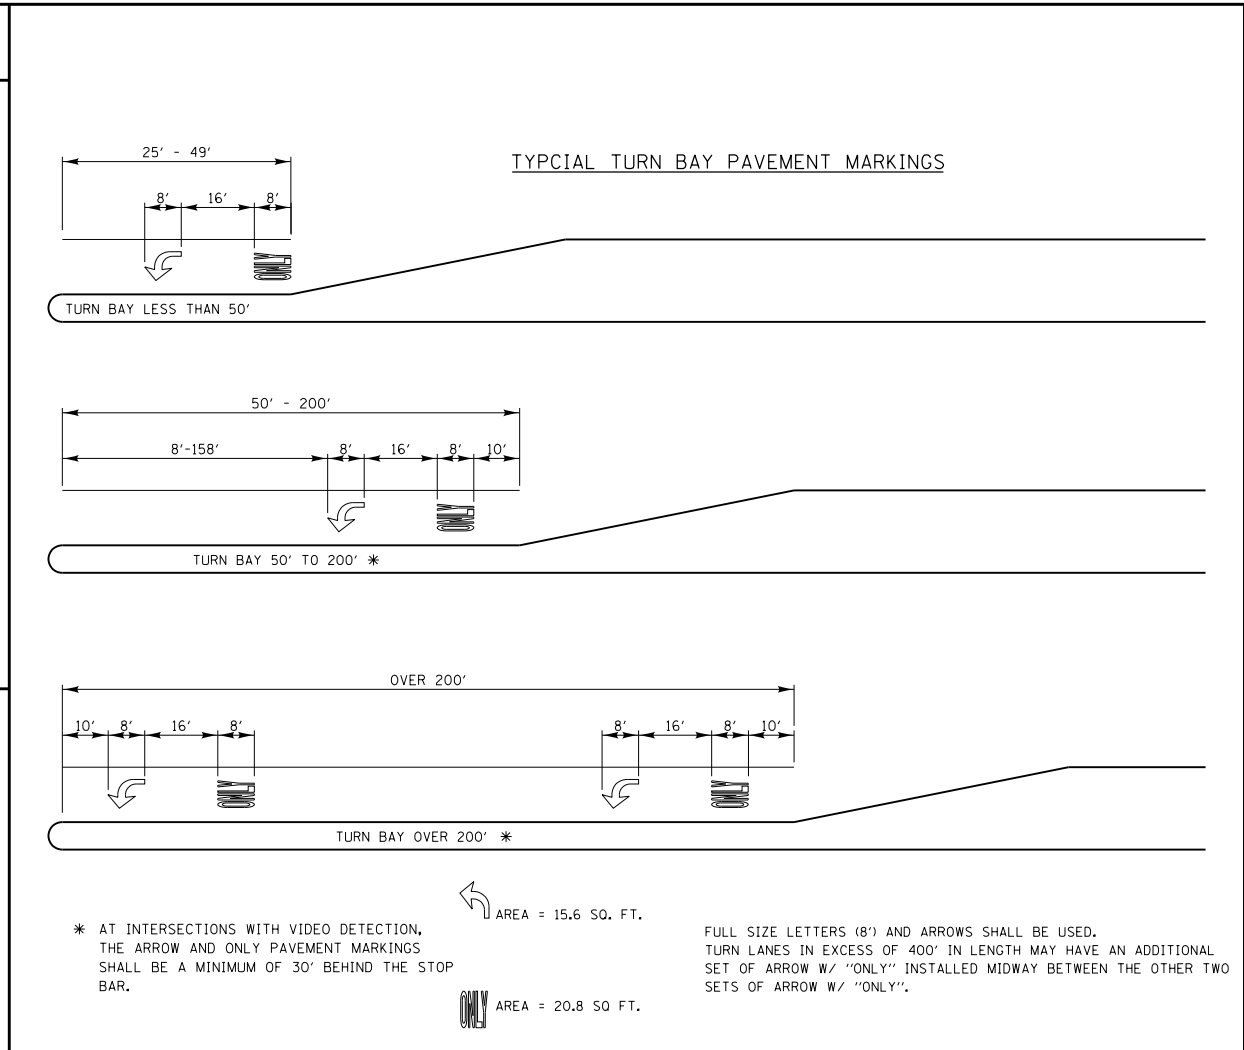 TYPCIAL TURN BAY PAVEMENT MARKINGS
25' - 49'
8' 16' 8'
ONLY
TURN BAY LESS THAN 50'
50' - 200'
8'-158' 8' 16' 8' 10'
ONLY
TURN BAY 50' TO 200' *
OVER 200'
10' 8' 16' 8' 8' 16' 8' 10'
ONLY ONLY
TURN BAY OVER 200' *
AREA = 15.6 SQ. FT.
* AT INTERSECTIONS WITH VIDEO DETECTION,
THE ARROW AND ONLY PAVEMENT MARKINGS
SHALL BE A MINIMUM OF 30' BEHIND THE STOP
BAR.
ONLY AREA = 20.8 SQ FT.
FULL SIZE LETTERS (8') AND ARROWS SHALL BE USED.
TURN LANES IN EXCESS OF 400' IN LENGTH MAY HAVE AN ADDITIONAL
SET OF ARROW W/ "ONLY" INSTALLED MIDWAY BETWEEN THE OTHER TWO
SETS OF ARROW W/ "ONLY".